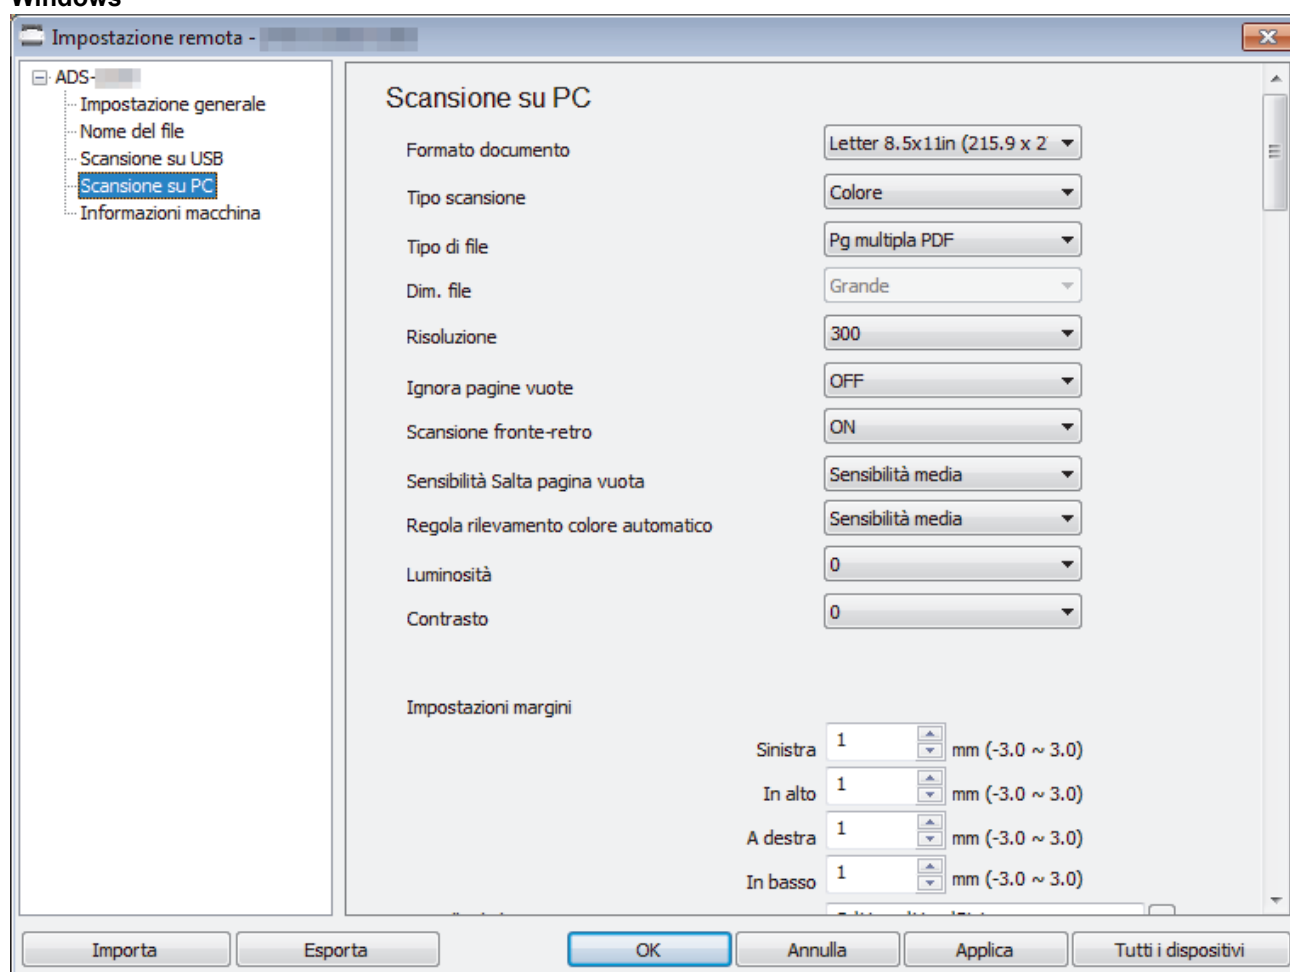 Windows
Impostazione remota -
ADS-
Impostazione generale
Nome del file
Scansione su USB
Scansione su PC
Informazioni macchina
Scansione su PC
Formato documento Letter 8.5x11in (215.9 x 2
Tipo scansione Colore
Tipo di file Pg multipla PDF
Dim. file Grande
Risoluzione 300
Ignora pagine vuote OFF
Scansione fronte-retro ON
Sensibilità Salta pagina vuota Sensibilità media
Regola rilevamento colore automatico Sensibilità media
Luminosità 0
Contrasto 0
Impostazioni margini
Sinistra 1 mm (-3.0 ~ 3.0)
In alto 1 mm (-3.0 ~ 3.0)
A destra 1 mm (-3.0 ~ 3.0)
In basso 1 mm (-3.0 ~ 3.0)
Importa Esporta OK Annulla Applica Tutti i dispositivi